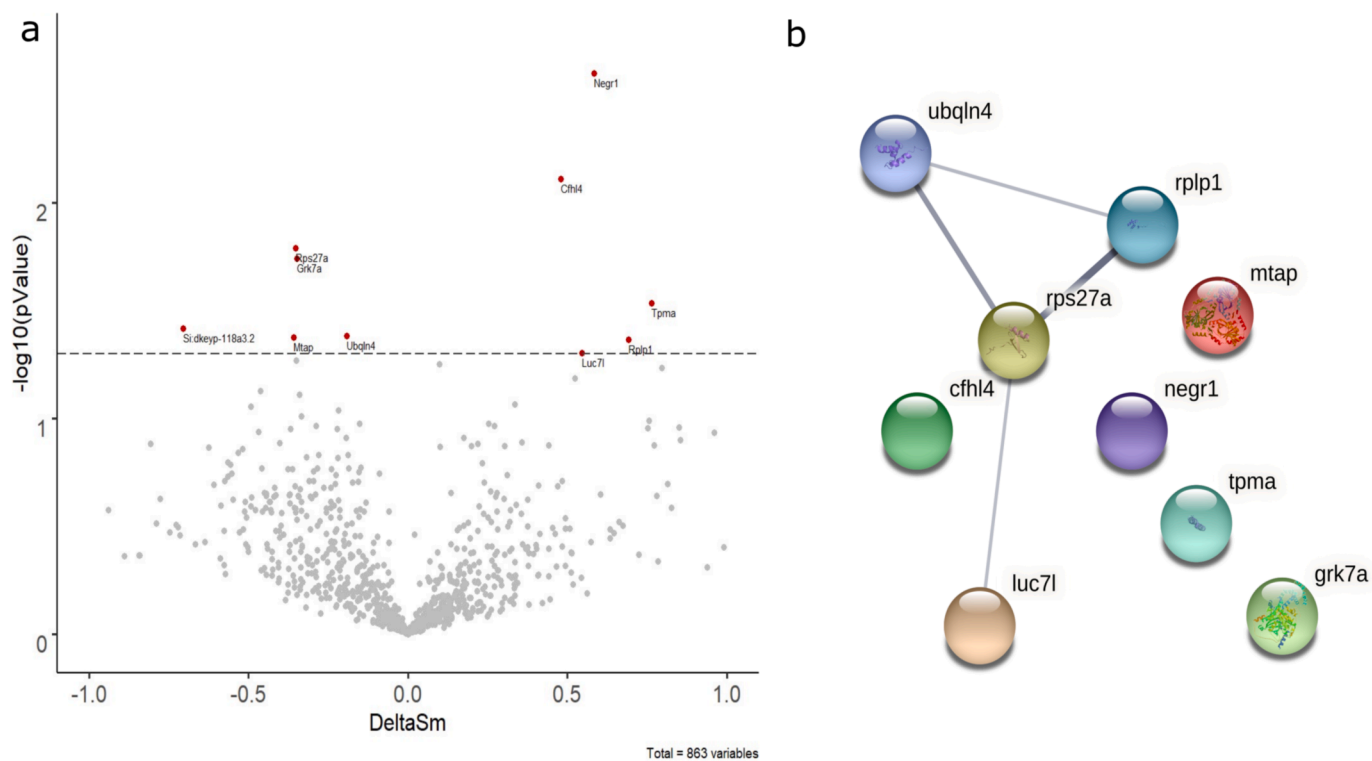 a
Negr1
Cfhl4
2
Rps27a
Grk7a
Tpma
Si:dkeyp-118a3.2
Mtap
Ubqln4
Rplp1
Luc7l
-log10(pValue)
1
0
-1.0
-0.5
0.0
0.5
1.0
DeltaSm
Total = 863 variables
b
ubqln4
rplp1
mtap
rps27a
cfhl4
negr1
tpma
grk7a
luc7l